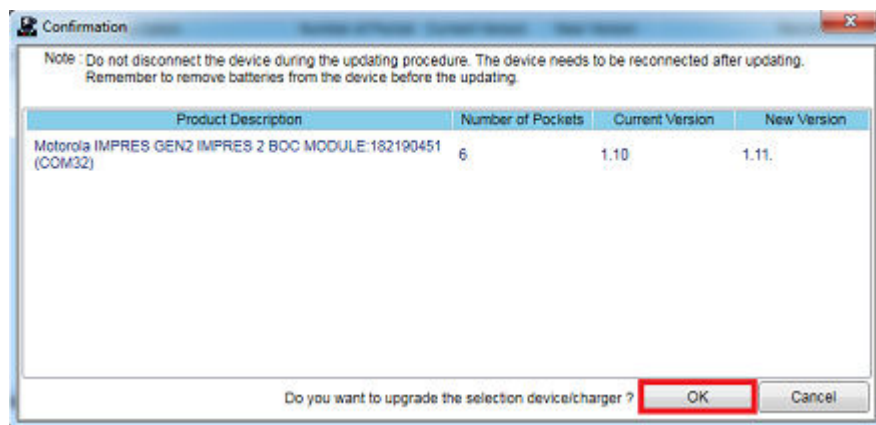 Confirmation
Note : Do not disconnect the device during the updating procedure. The device needs to be reconnected after updating.
Remember to remove batteries from the device before the updating.
Product Description Number of Pockets Current Version New Version
Motorola IMPRES GEN2 IMPRES 2 BOC MODULE:182190451 6 1.10 1.11.
(COM32)
Do you want to upgrade the selection device/charger ? OK Cancel